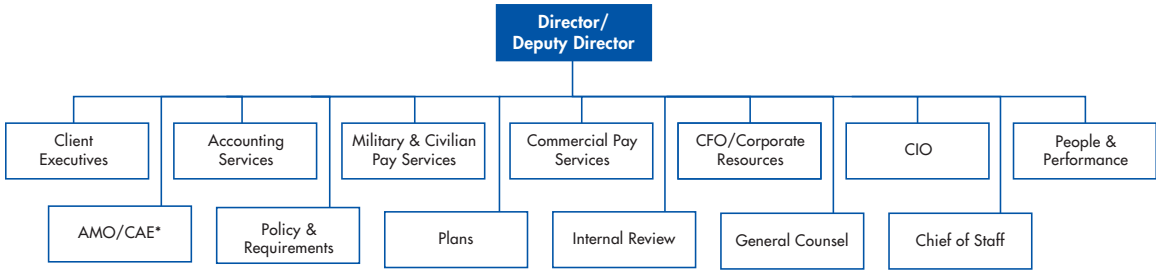 Director/
Deputy Director
Client
Executives
Accounting
Services
Military & Civilian
Pay Services
Commercial Pay
Services
CFO/Corporate
Resources
CIO
People &
Performance
AMO/CAE*
Policy &
Requirements
Plans
Internal Review
General Counsel
Chief of Staff